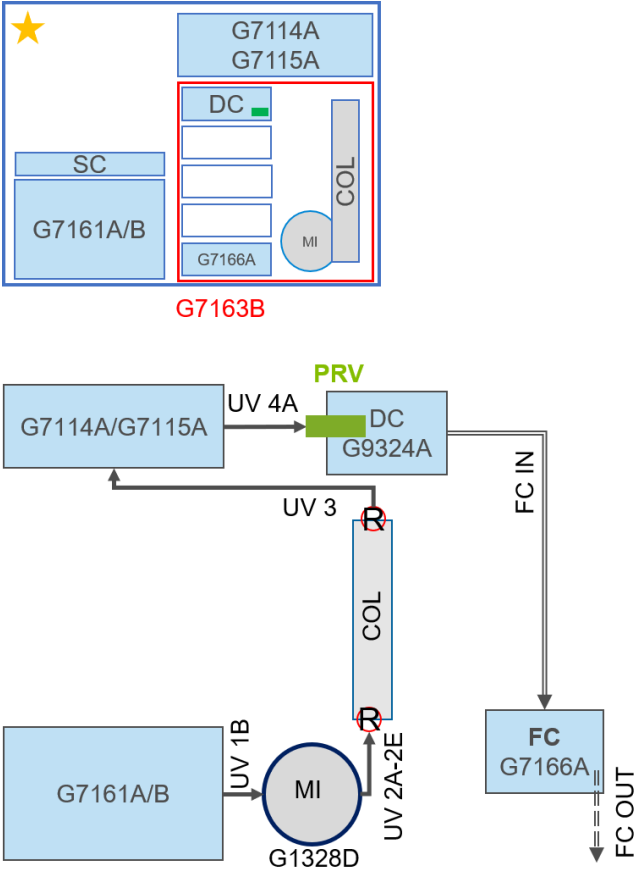 G7114A
G7115A
DC
SC
G7161A/B
COL
MI
G7166A
G7163B
PRV
G7114A/G7115A
UV 4A
DC
G9324A
UV 3
R
FC IN
COL
R
UV 1B
UV 2A-2E
G7161A/B
MI
G1328D
FC
G7166A
FC OUT